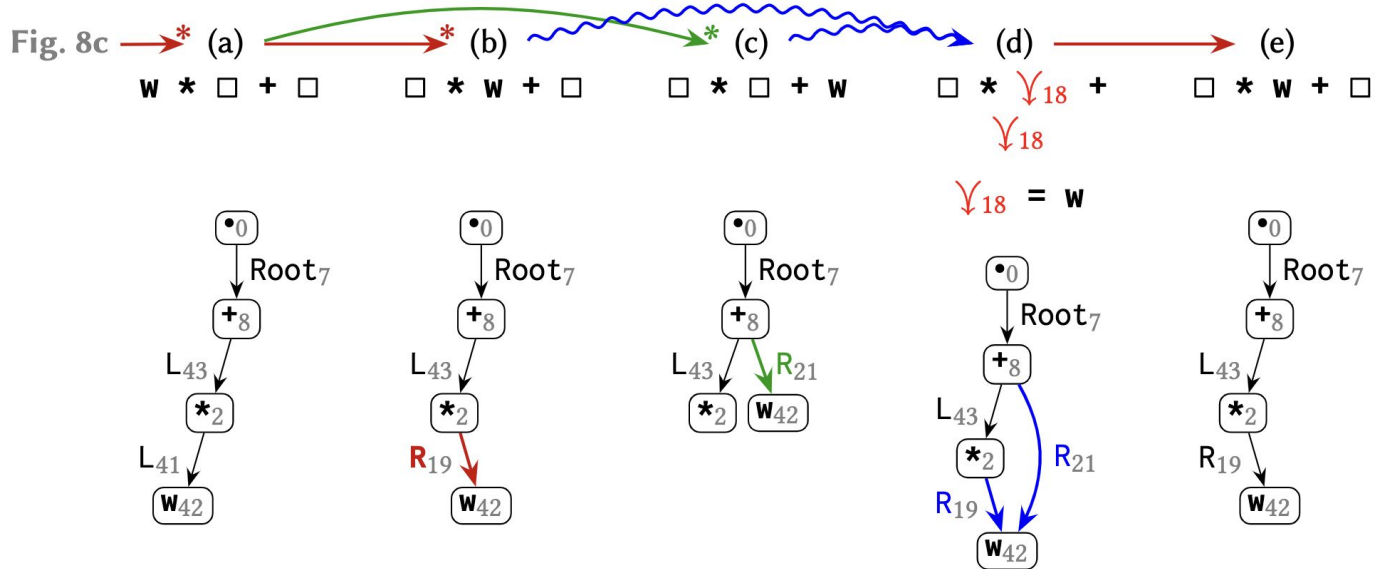 Fig. 8c * (a) * (b) * (c) (d) (e)
w * □ + □ □ * w + □ □ * □ + w □ * ⋎18 + □ * w + □
⋎18
⋎18 = w
•0 •0 •0 •0 •0
Root7 Root7 Root7 Root7 Root7
+8 +8 +8 +8 +8
L43 L43 L43 R21 L43 L43
*2 *2 *2 w42 *2 *2
L41 R19 R19 R21 R19
w42 w42 w42 w42